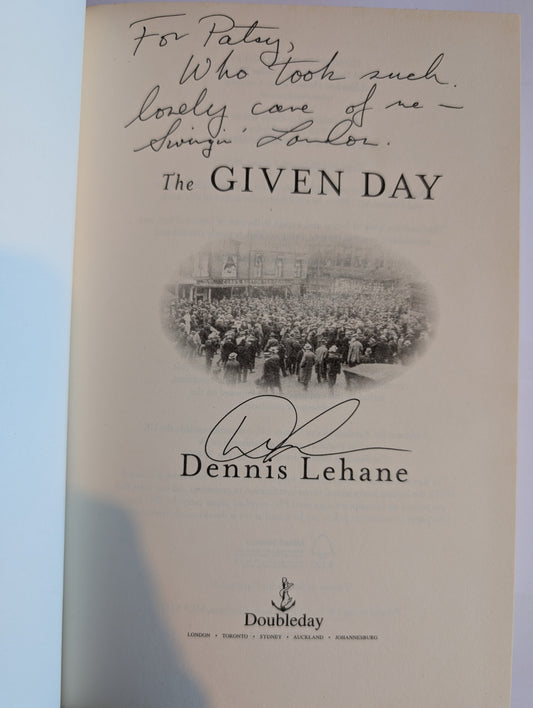 For Patsy,
Who took such
lovely care of me –
Swingin' London.
The GIVEN DAY
Dennis Lehane
Doubleday
LONDON • TORONTO • SYDNEY • AUCKLAND • JOHANNESBURG